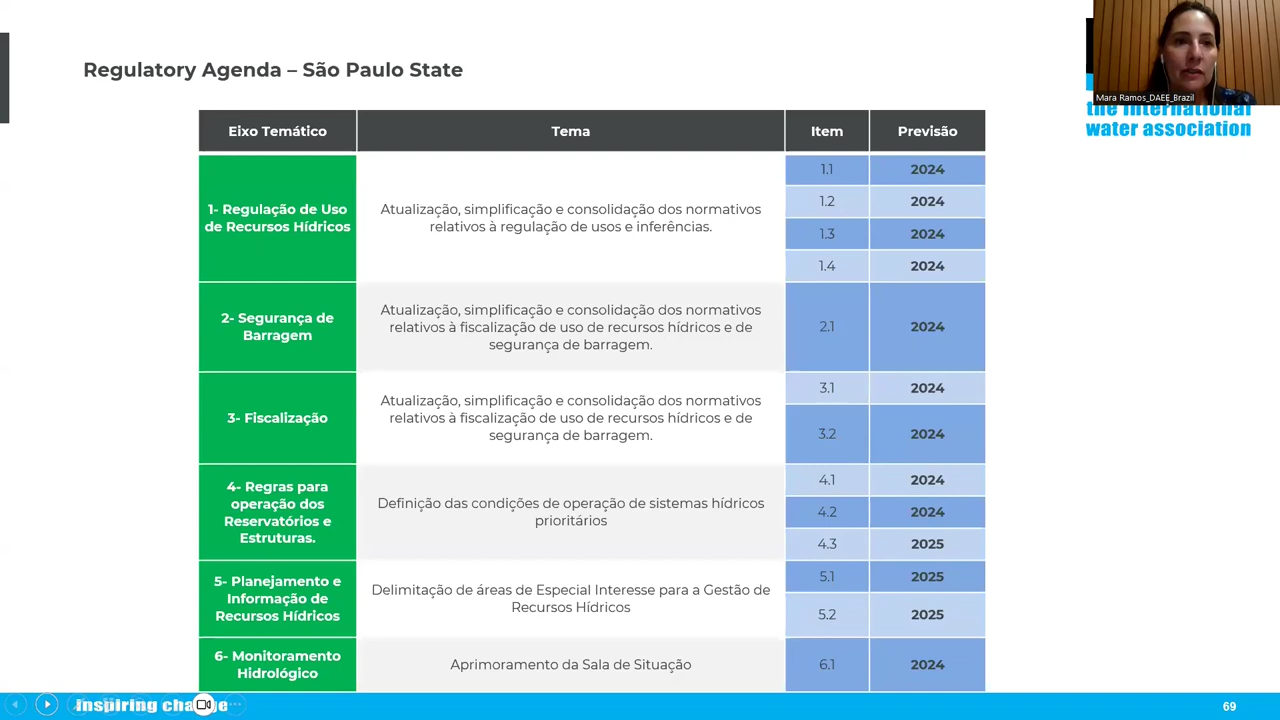 Regulatory Agenda – São Paulo State
Mara Ramos_DAEE_Brazil
the international
water association
Eixo Temático Tema Item Previsão
1- Regulação de Uso
de Recursos Hídricos
Atualização, simplificação e consolidação dos normativos
relativos à regulação de usos e inferências.
1.1 2024
1.2 2024
1.3 2024
1.4 2024
2- Segurança de
Barragem
Atualização, simplificação e consolidação dos normativos
relativos à fiscalização de uso de recursos hídricos e de
segurança de barragem.
2.1 2024
3- Fiscalização
Atualização, simplificação e consolidação dos normativos
relativos à fiscalização de uso de recursos hídricos e de
segurança de barragem.
3.1 2024
3.2 2024
4- Regras para
operação dos
Reservatórios e
Estruturas.
Definição das condições de operação de sistemas hídricos
prioritários
4.1 2024
4.2 2024
4.3 2025
5- Planejamento e
Informação de
Recursos Hídricos
Delimitação de áreas de Especial Interesse para a Gestão de
Recursos Hídricos
5.1 2025
5.2 2025
6- Monitoramento
Hidrológico
Aprimoramento da Sala de Situação
6.1 2024
inspiring change
69